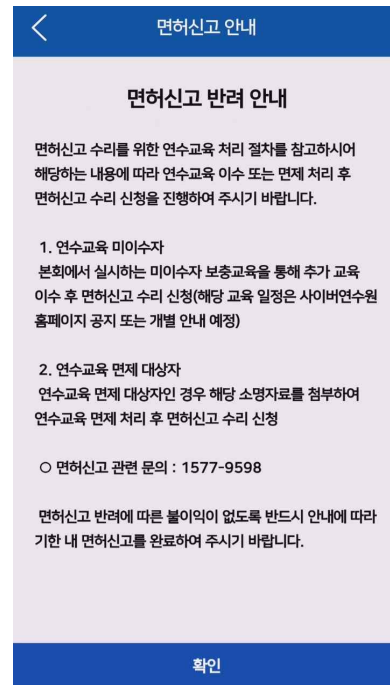 면허신고 안내
면허신고 반려 안내
면허신고 수리를 위한 연수교육 처리 절차를 참고하시어
해당하는 내용에 따라 연수교육 이수 또는 면제 처리 후
면허신고 수리 신청을 진행하여 주시기 바랍니다.
1. 연수교육 미이수자
본회에서 실시하는 미이수자 보충교육을 통해 추가 교육
이수 후 면허신고 수리 신청(해당 교육 일정은 사이버연수원
홈페이지 공지 또는 개별 안내 예정)
2. 연수교육 면제 대상자
연수교육 면제 대상자인 경우 해당 소명자료를 첨부하여
연수교육 면제 처리 후 면허신고 수리 신청
○ 면허신고 관련 문의 : 1577-9598
면허신고 반려에 따른 불이익이 없도록 반드시 안내에 따라
기한 내 면허신고를 완료하여 주시기 바랍니다.
확인